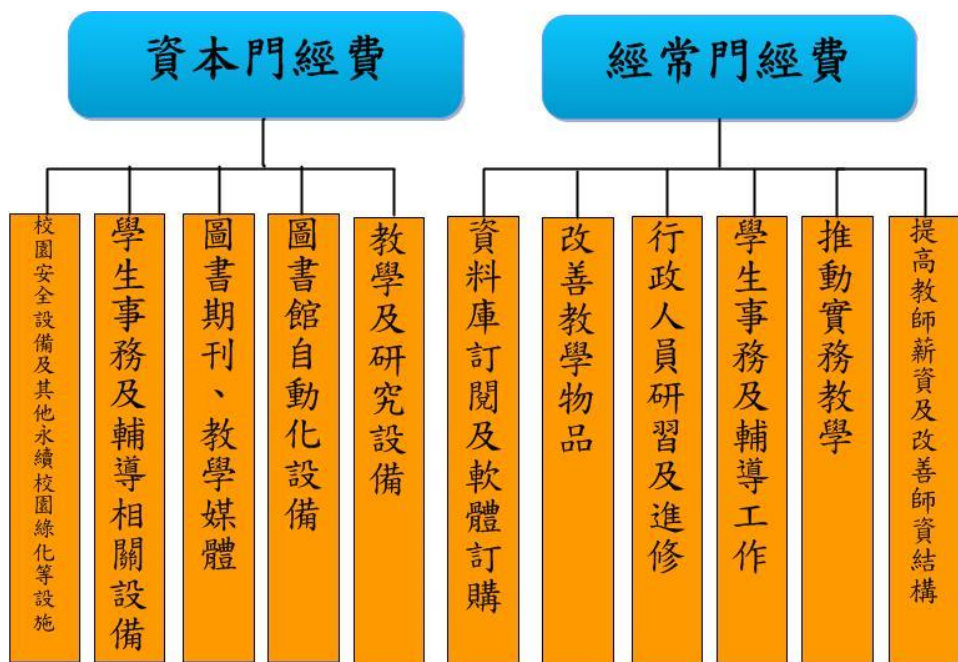 資本門經費
經常門經費
校園安全設備及其他永續校園綠化等設施
學生事務及輔導相關設備
圖書期刊、教學媒體
圖書館自動化設備
教學及研究設備
資料庫訂閱及軟體訂購
改善教學物品
行政人員研習及進修
學生事務及輔導工作
推動實務教學
提高教師薪資及改善師資結構